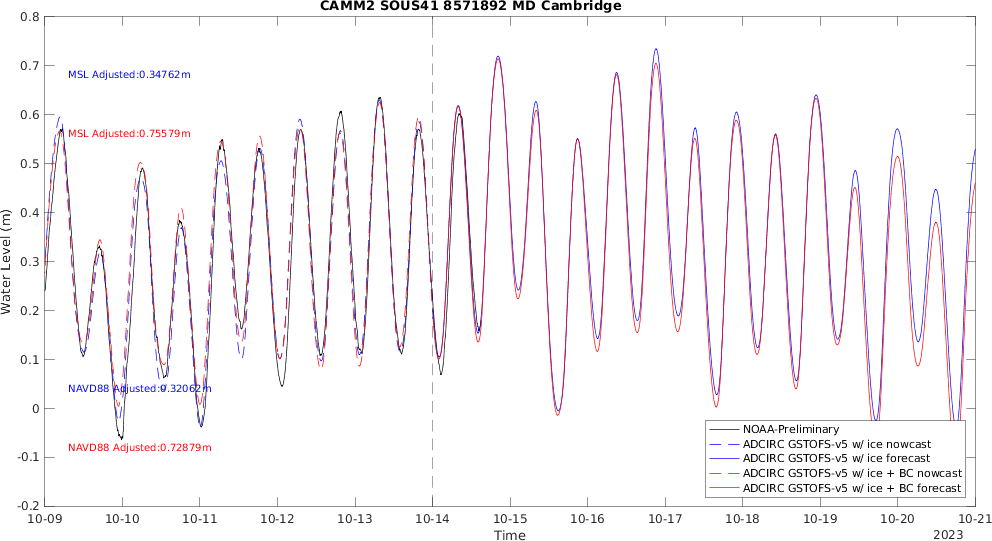 CAMM2 SOUS41 8571892 MD Cambridge
0.8
0.7
0.6
0.5
0.4
0.3
0.2
0.1
0
-0.1
-0.2
Water Level (m)
MSL Adjusted:0.34762m
MSL Adjusted:0.75579m
NAVD88 Adjusted:0.32062m
NAVD88 Adjusted:0.72879m
NOAA-Preliminary
ADCIRC GSTOFS-v5 w/ ice nowcast
ADCIRC GSTOFS-v5 w/ ice forecast
ADCIRC GSTOFS-v5 w/ ice + BC nowcast
ADCIRC GSTOFS-v5 w/ ice + BC forecast
10-09 10-10 10-11 10-12 10-13 10-14 10-15 10-16 10-17 10-18 10-19 10-20 10-21
Time
2023